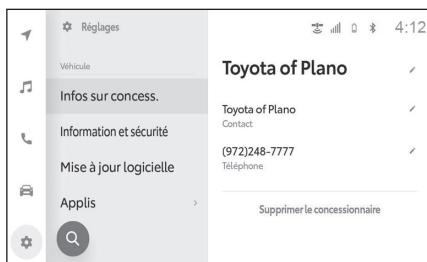 Réglages
4:12
Véhicule
Infos sur concess.
Information et sécurité
Mise à jour logicielle
Applis
Toyota of Plano
Toyota of Plano
Contact
(972)248-7777
Téléphone
Supprimer le concessionnaire